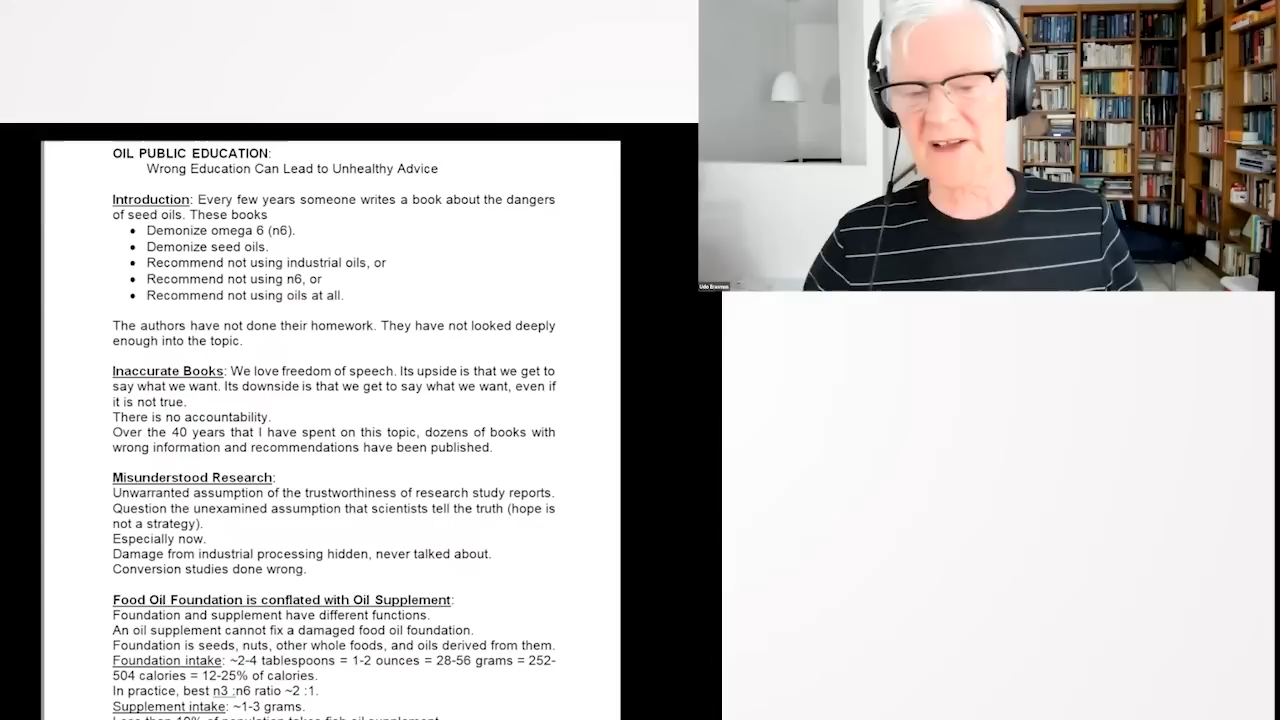 OIL PUBLIC EDUCATION:
Wrong Education Can Lead to Unhealthy Advice
Introduction: Every few years someone writes a book about the dangers
of seed oils. These books
• Demonize omega 6 (n6).
• Demonize seed oils.
• Recommend not using industrial oils, or
• Recommend not using n6, or
• Recommend not using oils at all.
The authors have not done their homework. They have not looked deeply
enough into the topic.
Inaccurate Books: We love freedom of speech. Its upside is that we get to
say what we want. Its downside is that we get to say what we want, even if
it is not true.
There is no accountability.
Over the 40 years that I have spent on this topic, dozens of books with
wrong information and recommendations have been published.
Misunderstood Research:
Unwarranted assumption of the trustworthiness of research study reports.
Question the unexamined assumption that scientists tell the truth (hope is
not a strategy).
Especially now.
Damage from industrial processing hidden, never talked about.
Conversion studies done wrong.
Food Oil Foundation is conflated with Oil Supplement:
Foundation and supplement have different functions.
An oil supplement cannot fix a damaged food oil foundation.
Foundation is seeds, nuts, other whole foods, and oils derived from them.
Foundation intake: ~2-4 tablespoons = 1-2 ounces = 28-56 grams = 252-
504 calories = 12-25% of calories.
In practice, best n3 :n6 ratio ~2 :1.
Supplement intake: ~1-3 grams.
Less than 10% of population takes fish oil supplement
Udo Erasmus